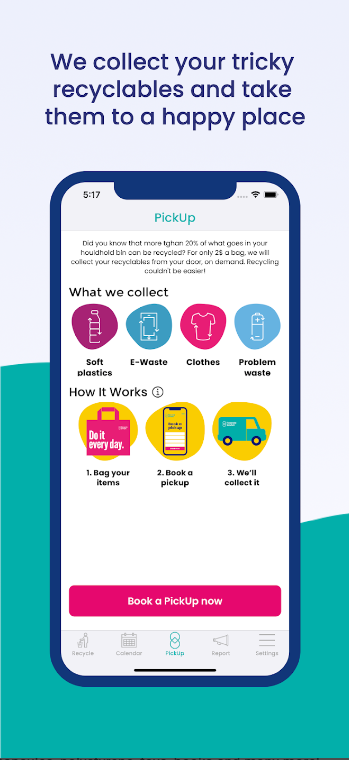 We collect your tricky
recyclables and take
them to a happy place
5:17
PickUp
Did you know that more tghan 20% of what goes in your
houldhold bin can be recycled? For only 2$ a bag, we will
collect your recyclables from your door, on demand. Recycling
couldn't be easier!
What we collect
Soft
plastics
E-Waste
Clothes
Problem
waste
How It Works
Do it
every day.
Book a
pickup
1. Bag your
items
2. Book a
pickup
3. We'll
collect it
Book a PickUp now
Recycle
Calendar
PickUp
Report
Settings